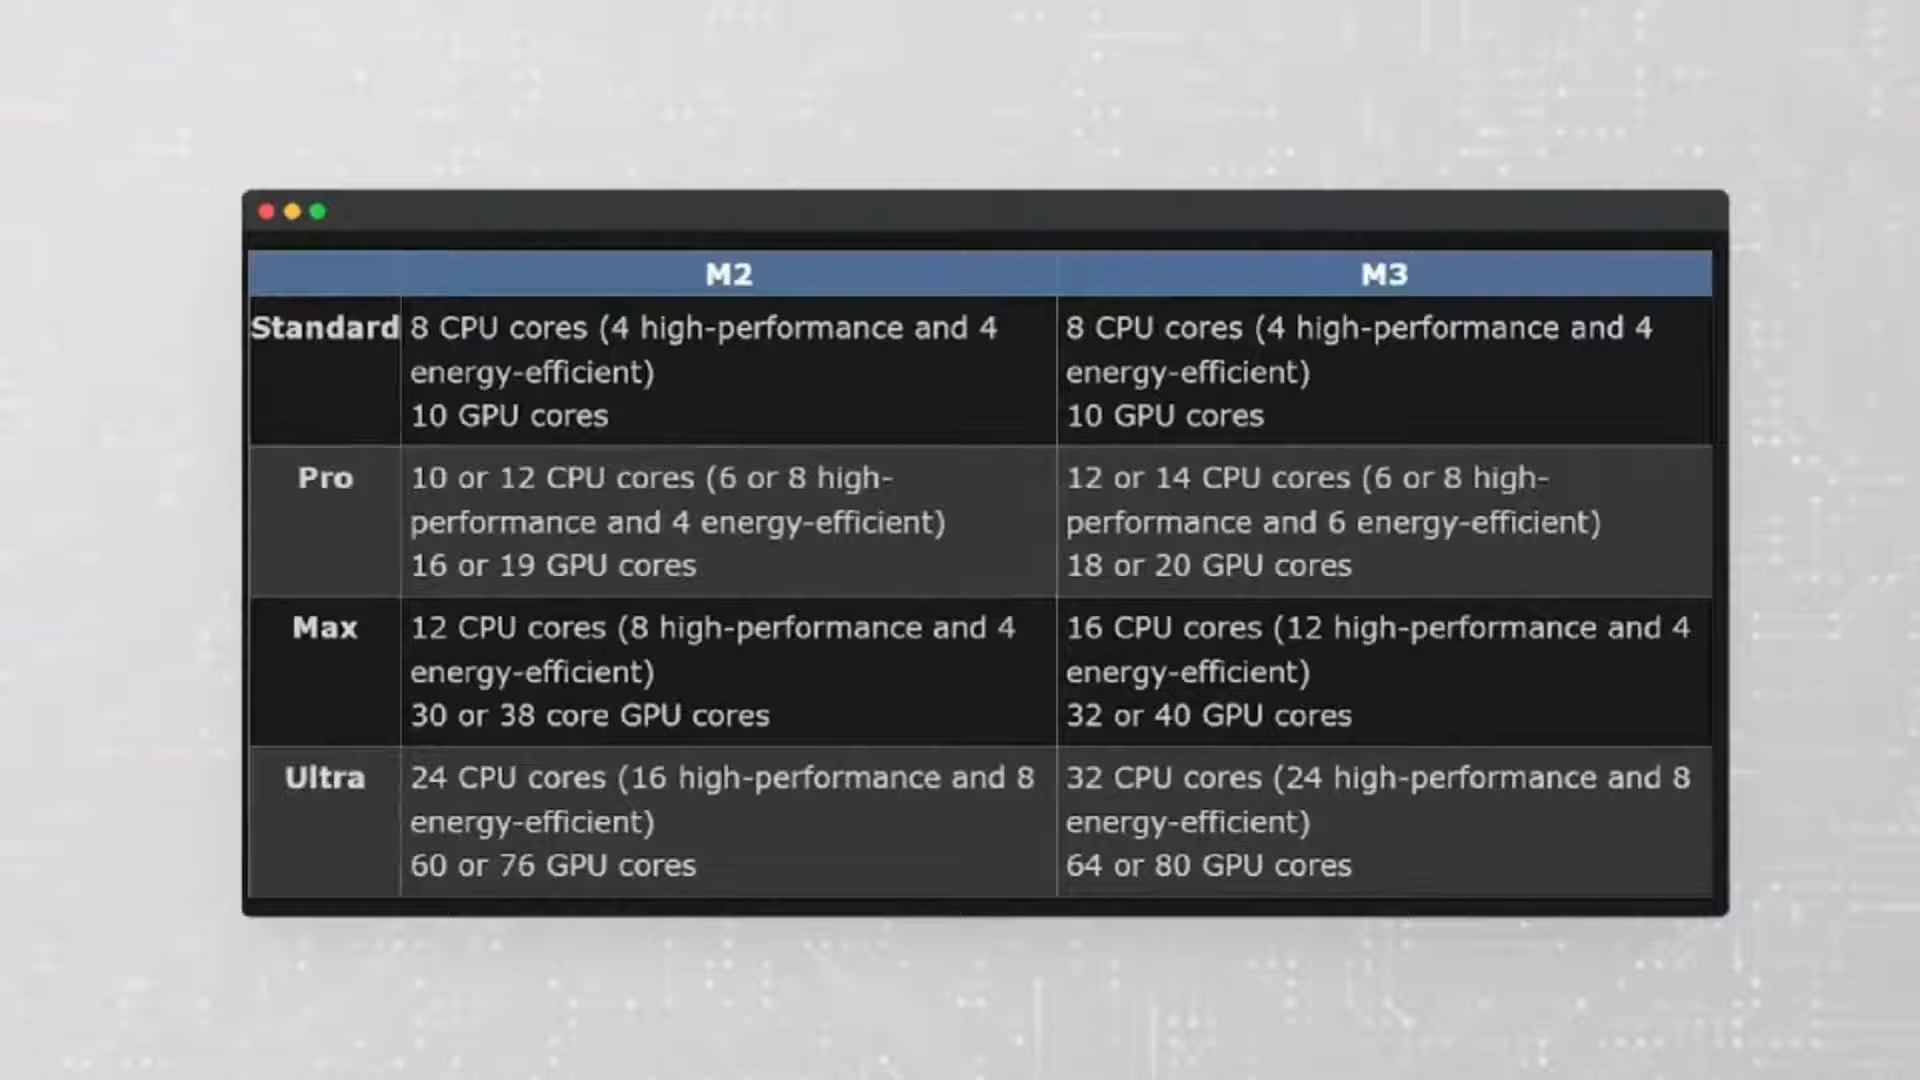 M2 M3
Standard 8 CPU cores (4 high-performance and 4 8 CPU cores (4 high-performance and 4
energy-efficient) energy-efficient)
10 GPU cores 10 GPU cores
Pro 10 or 12 CPU cores (6 or 8 high- 12 or 14 CPU cores (6 or 8 high-
performance and 4 energy-efficient) performance and 6 energy-efficient)
16 or 19 GPU cores 18 or 20 GPU cores
Max 12 CPU cores (8 high-performance and 4 16 CPU cores (12 high-performance and 4
energy-efficient) energy-efficient)
30 or 38 core GPU cores 32 or 40 GPU cores
Ultra 24 CPU cores (16 high-performance and 8 32 CPU cores (24 high-performance and 8
energy-efficient) energy-efficient)
60 or 76 GPU cores 64 or 80 GPU cores